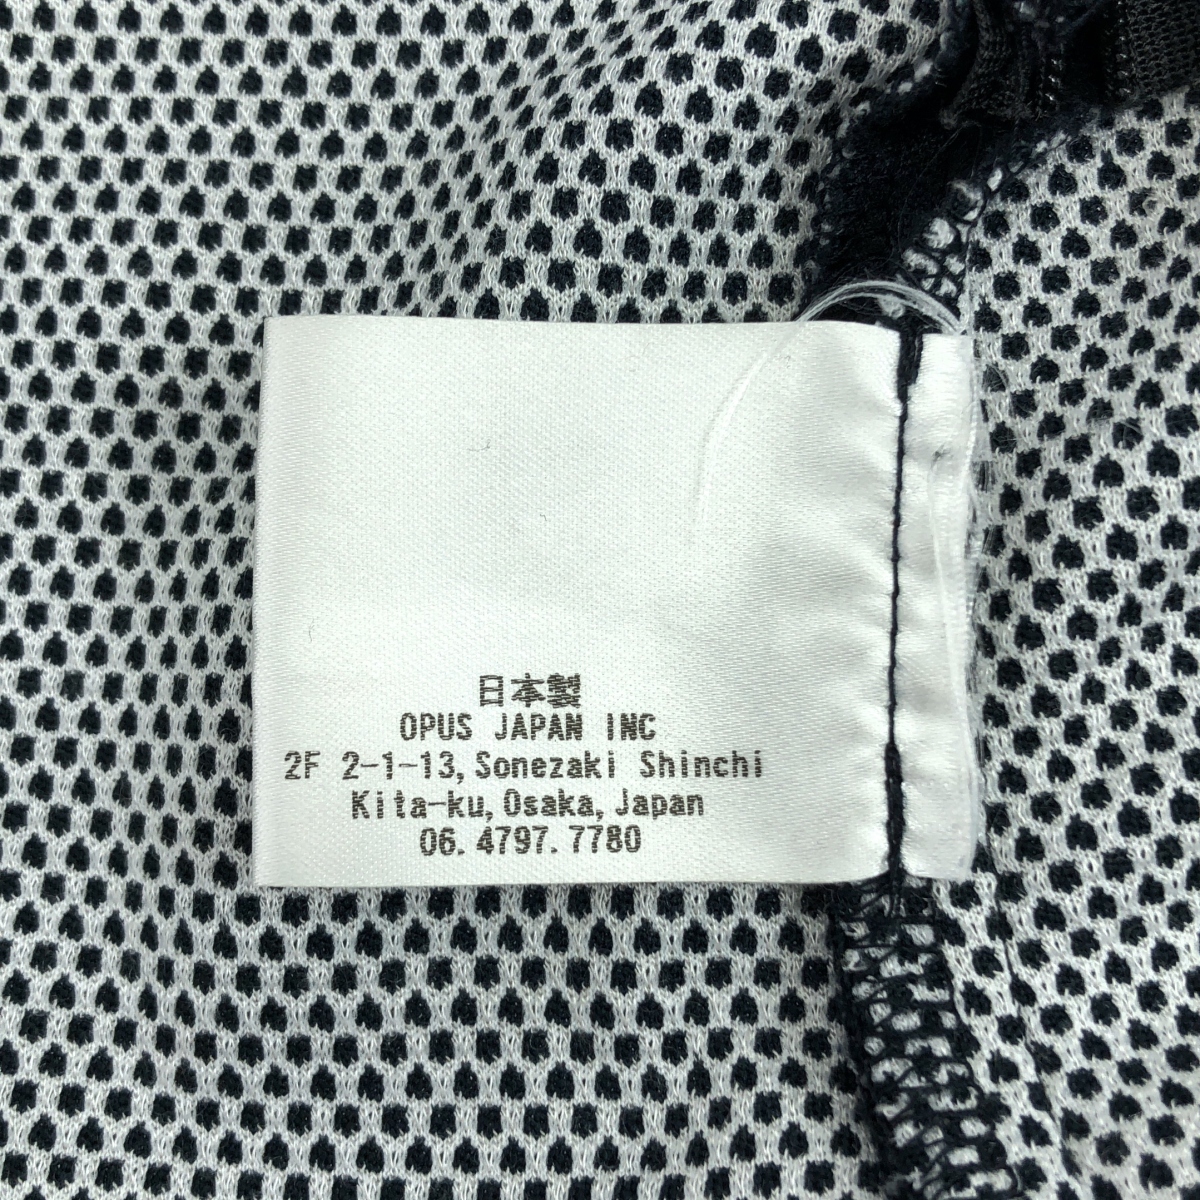 日本製
OPUS JAPAN INC
2F 2-1-13, Sonezaki Shinchi
Kita-ku, Osaka, Japan
06. 4797. 7780